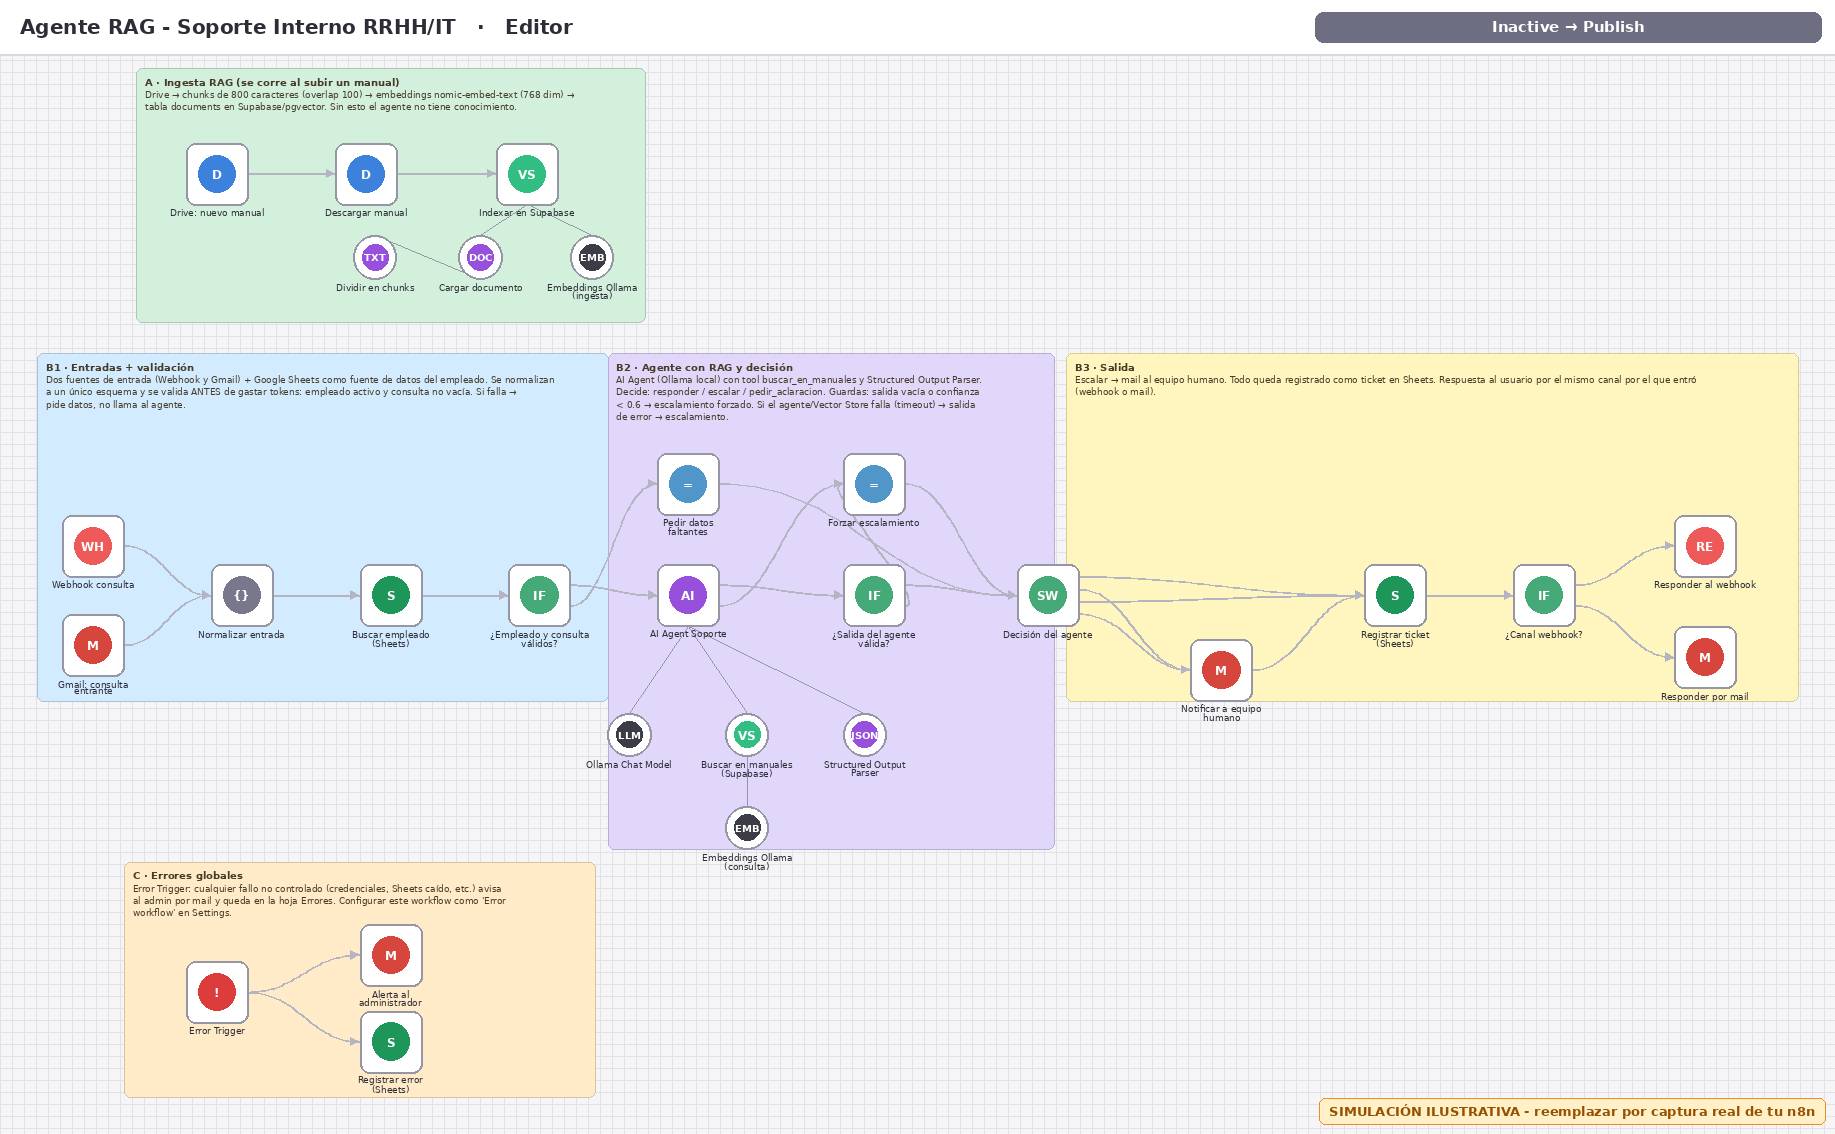 Agente RAG - Soporte Interno RRHH/IT · Editor
Inactive → Publish
A · Ingesta RAG (se corre al subir un manual)
Drive → chunks de 800 caracteres (overlap 100) → embeddings nomic-embed-text (768 dim) →
tabla documents en Supabase/pgvector. Sin esto el agente no tiene conocimiento.
D
D
VS
Drive: nuevo manual
Descargar manual
Indexar en Supabase
TXT
DOC
EMB
Dividir en chunks
Cargar documento
Embeddings Ollama
(ingesta)
B1 · Entradas + validación
Dos fuentes de entrada (Webhook y Gmail) + Google Sheets como fuente de datos del empleado. Se normalizan
a un único esquema y se valida ANTES de gastar tokens: empleado activo y consulta no vacía. Si falla →
pide datos, no llama al agente.
WH
Webhook consulta
M
Gmail: consulta
entrante
{}
Normalizar entrada
S
Buscar empleado
(Sheets)
IF
¿Empleado y consulta
válidos?
B2 · Agente con RAG y decisión
AI Agent (Ollama local) con tool buscar_en_manuales y Structured Output Parser.
Decide: responder / escalar / pedir_aclaracion. Guardas: salida vacía o confianza
< 0.6 → escalamiento forzado. Si el agente/Vector Store falla (timeout) → salida
de error → escalamiento.
=
Pedir datos
faltantes
=
Forzar escalamiento
AI
AI Agent Soporte
IF
¿Salida del agente
válida?
SW
Decisión del agente
LLM
Ollama Chat Model
VS
Buscar en manuales
(Supabase)
JSON
Structured Output
Parser
EMB
Embeddings Ollama
(consulta)
B3 · Salida
Escalar → mail al equipo humano. Todo queda registrado como ticket en Sheets. Respuesta al usuario por el mismo canal por el que entró
(webhook o mail).
M
Notificar a equipo
humano
S
Registrar ticket
(Sheets)
IF
¿Canal webhook?
RE
Responder al webhook
M
Responder por mail
C · Errores globales
Error Trigger: cualquier fallo no controlado (credenciales, Sheets caído, etc.) avisa
al admin por mail y queda en la hoja Errores. Configurar este workflow como 'Error
workflow' en Settings.
!
Error Trigger
M
Alerta al
administrador
S
Registrar error
(Sheets)
SIMULACIÓN ILUSTRATIVA - reemplazar por captura real de tu n8n